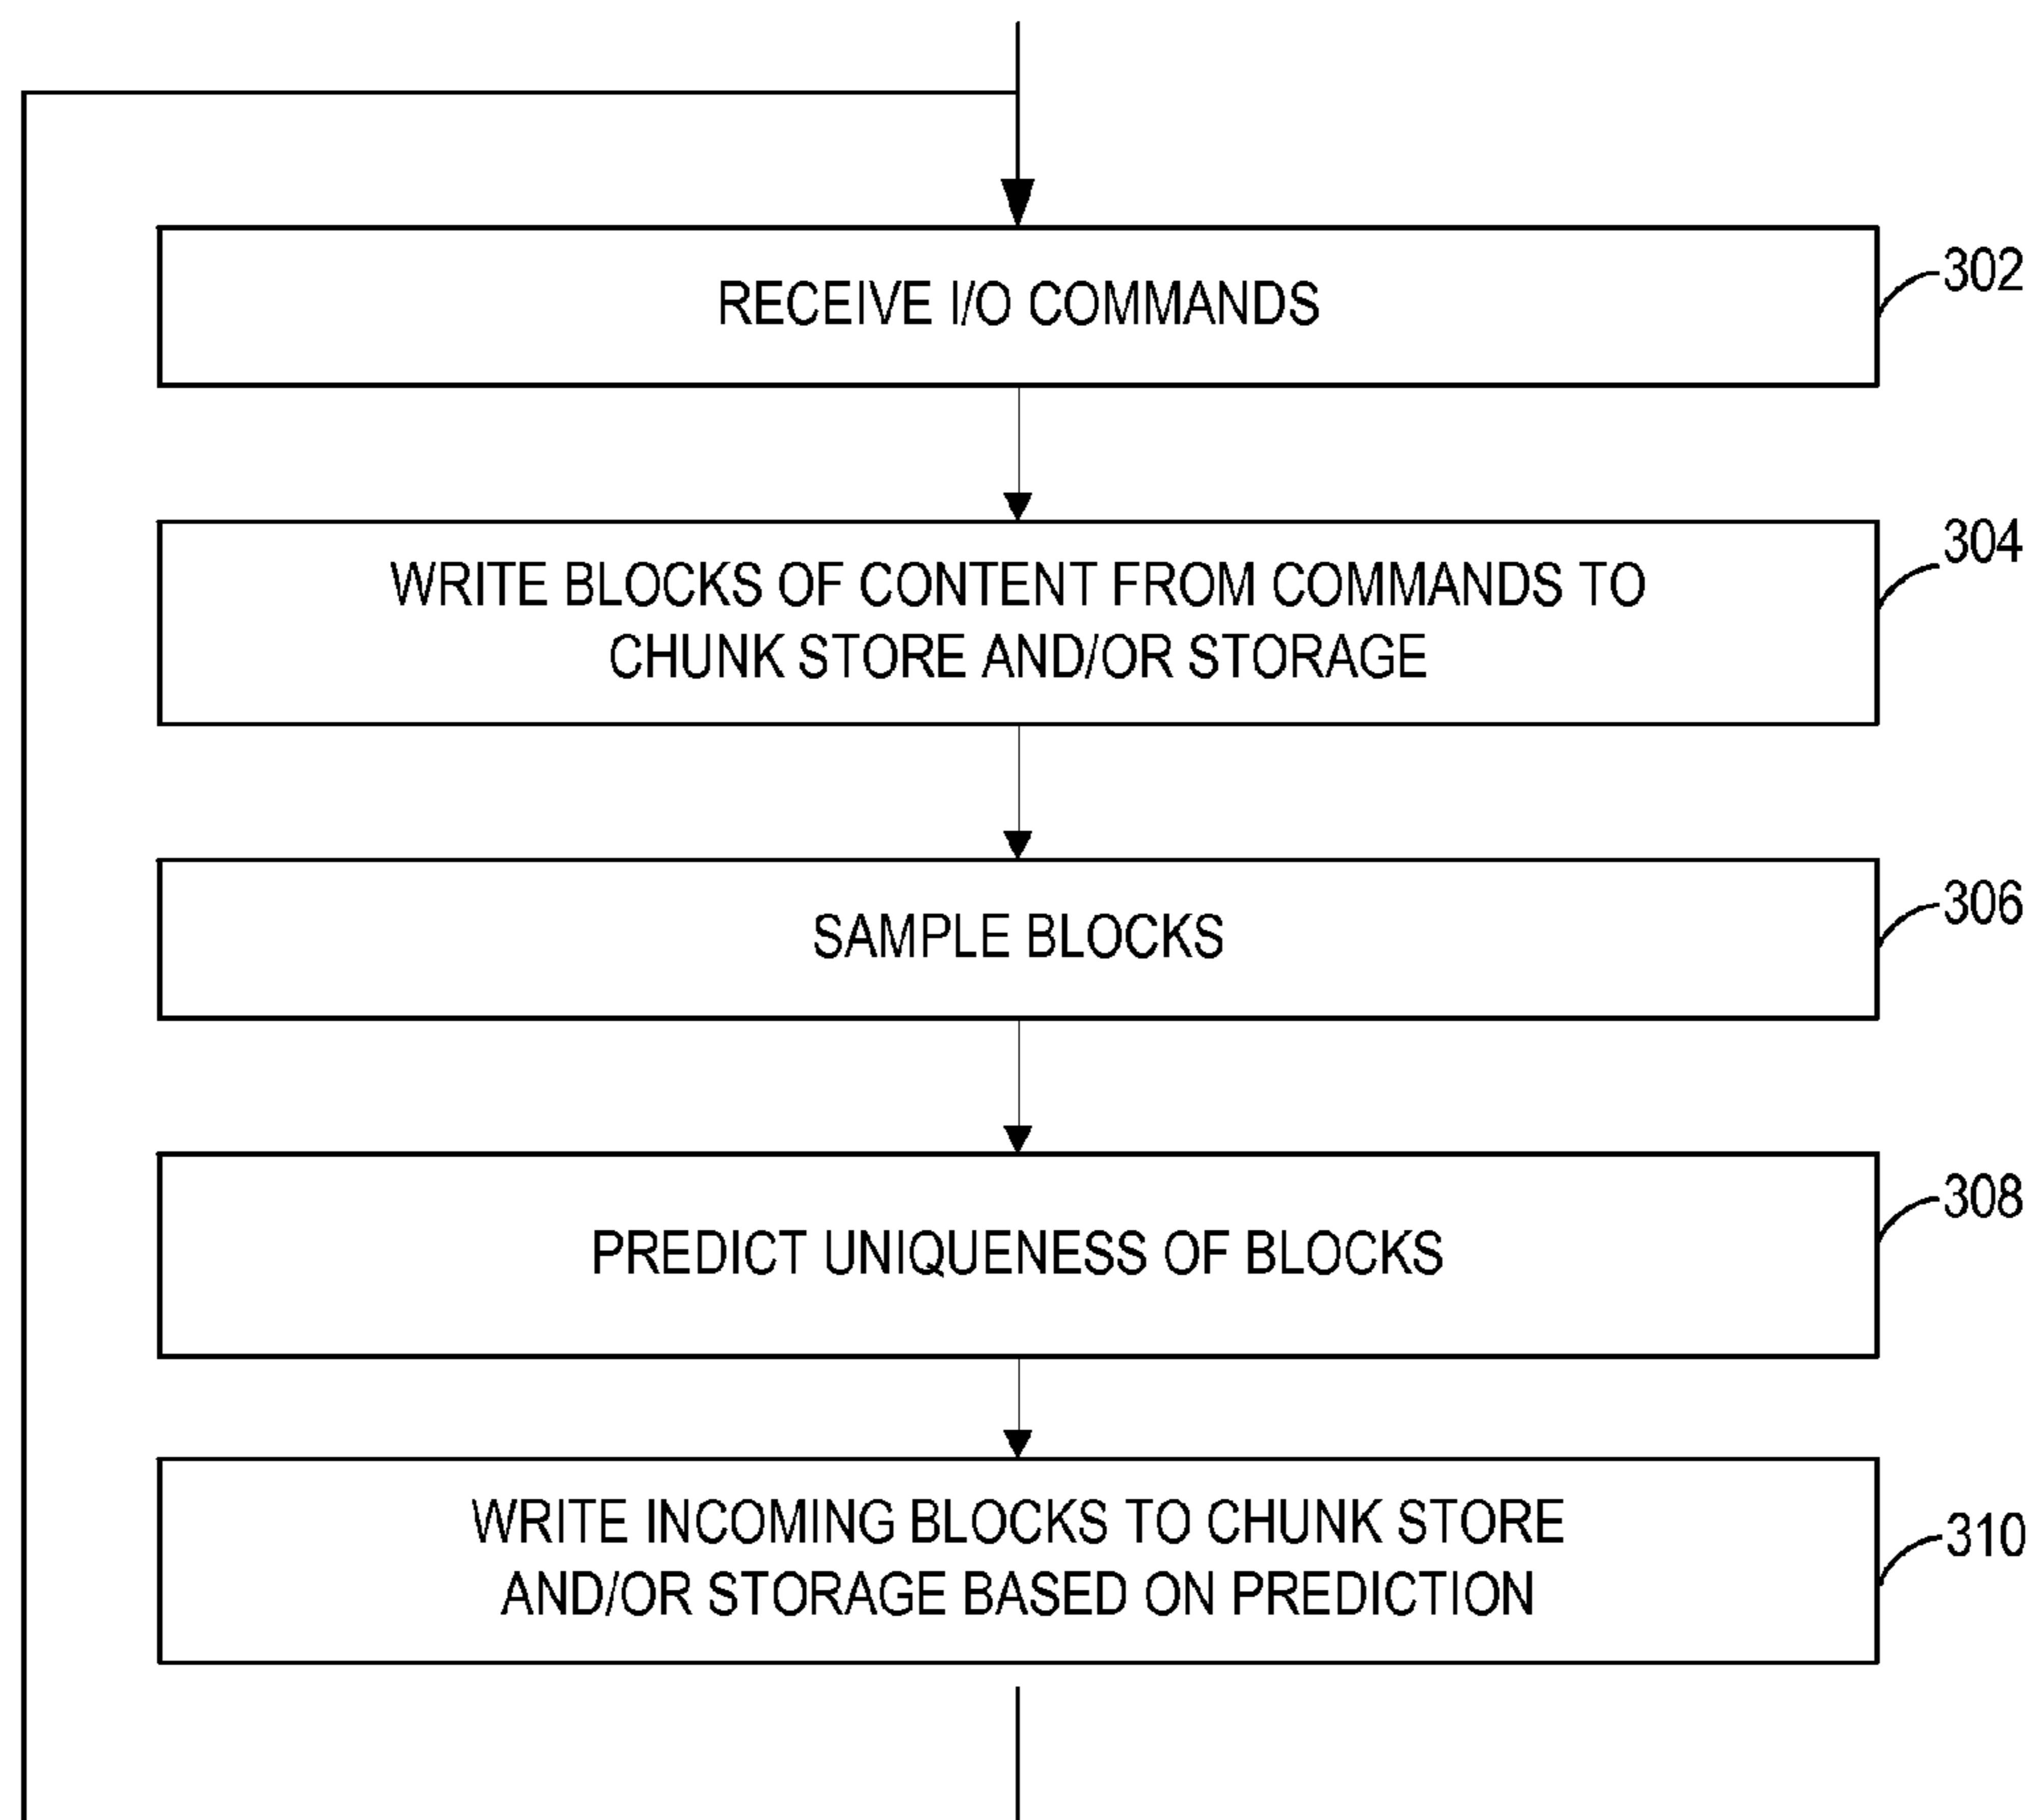 RECEIVE I/O COMMANDS
302
WRITE BLOCKS OF CONTENT FROM COMMANDS TO
CHUNK STORE AND/OR STORAGE
304
SAMPLE BLOCKS
306
PREDICT UNIQUENESS OF BLOCKS
308
WRITE INCOMING BLOCKS TO CHUNK STORE
AND/OR STORAGE BASED ON PREDICTION
310